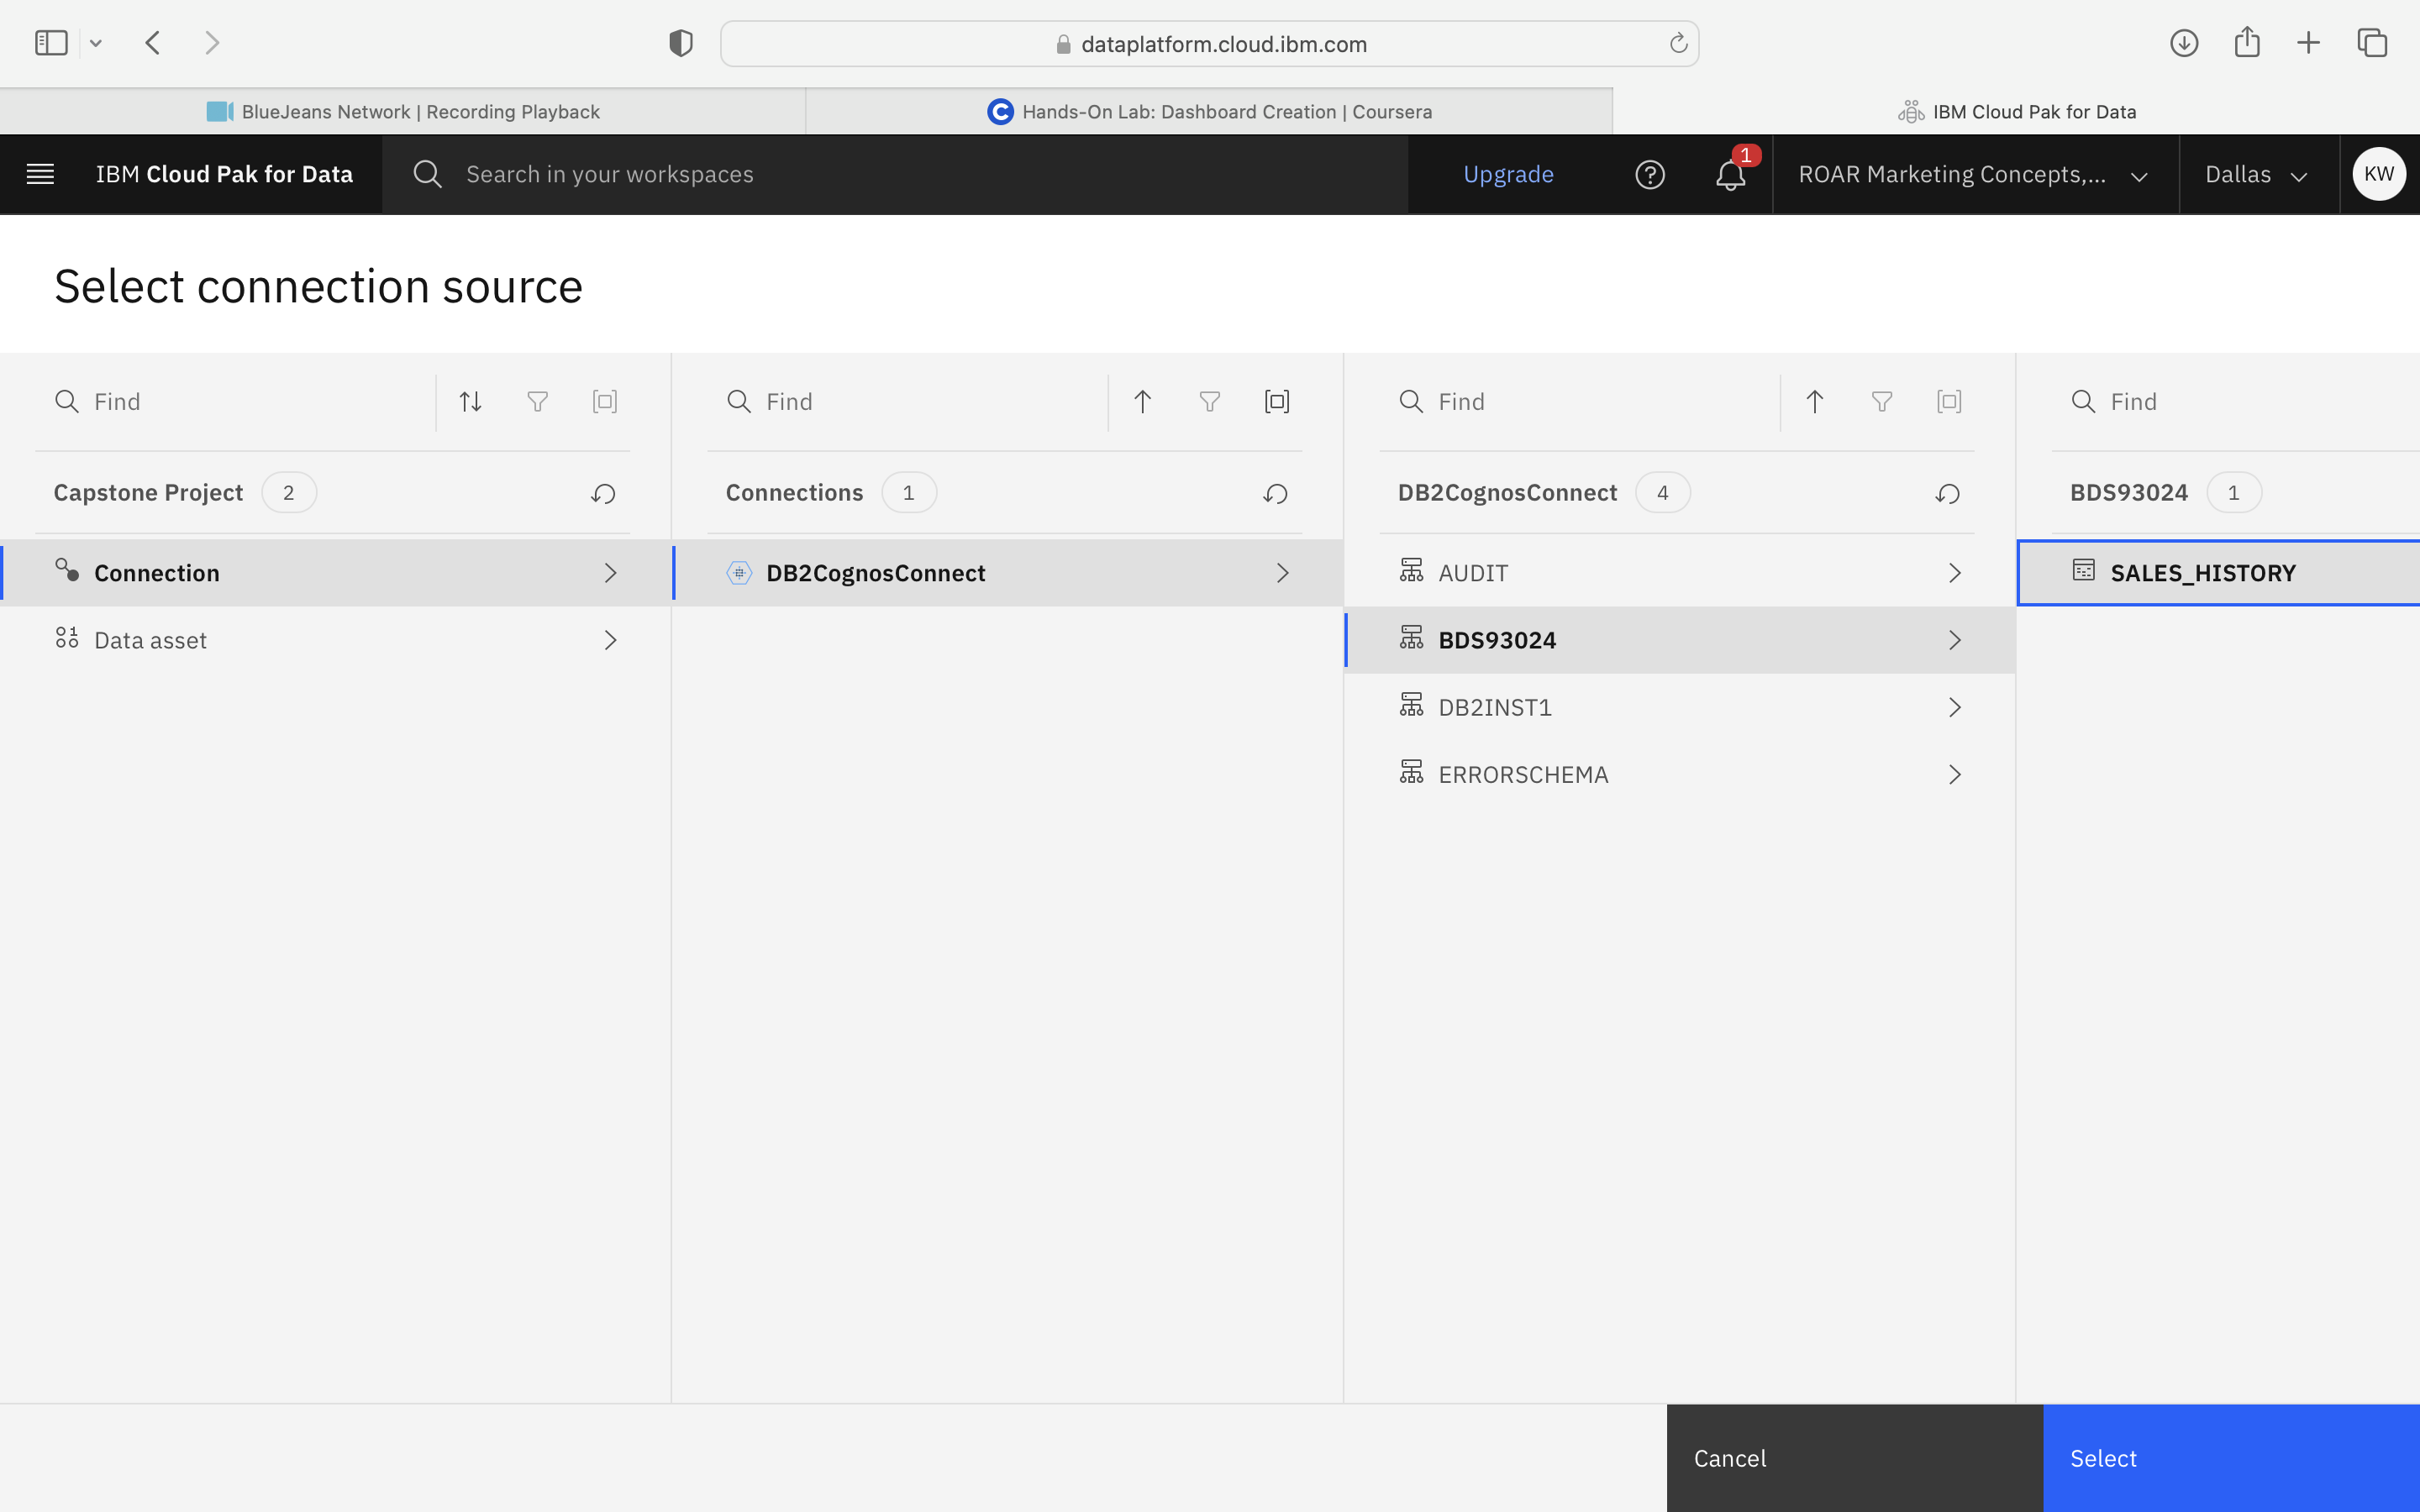 dataplatform.cloud.ibm.com
BlueJeans Network | Recording Playback
Hands-On Lab: Dashboard Creation | Coursera
IBM Cloud Pak for Data
IBM Cloud Pak for Data
Search in your workspaces
Upgrade
1
ROAR Marketing Concepts,...
Dallas
KW
Select connection source
Find
Find
Find
Find
Capstone Project 2
Connections 1
DB2CognosConnect 4
BDS93024 1
Connection
DB2CognosConnect
AUDIT
SALES_HISTORY
Data asset
BDS93024
DB2INST1
ERRORSCHEMA
Cancel
Select